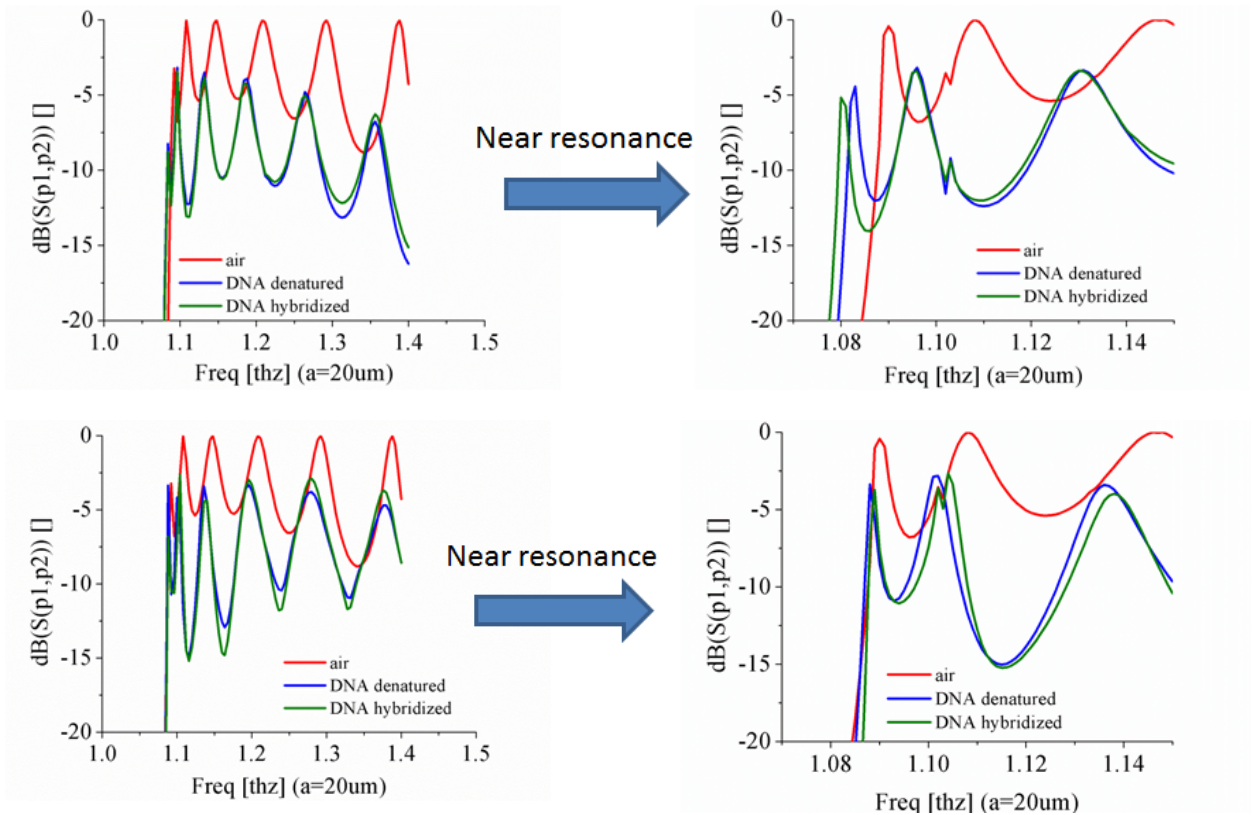 0
-5
-10
-15
-20
dB(S(p1,p2)) []
air
DNA denatured
DNA hybridized
1.0 1.1 1.2 1.3 1.4 1.5
Freq [thz] (a=20um)
Near resonance
0
-5
-10
-15
-20
dB(S(p1,p2)) []
air
DNA denatured
DNA hybridized
1.08 1.10 1.12 1.14
Freq [thz] (a=20um)
0
-5
-10
-15
-20
dB(S(p1,p2)) []
air
DNA denatured
DNA hybridized
1.0 1.1 1.2 1.3 1.4 1.5
Freq [thz] (a=20um)
Near resonance
0
-5
-10
-15
-20
dB(S(p1,p2)) []
air
DNA denatured
DNA hybridized
1.08 1.10 1.12 1.14
Freq [thz] (a=20um)